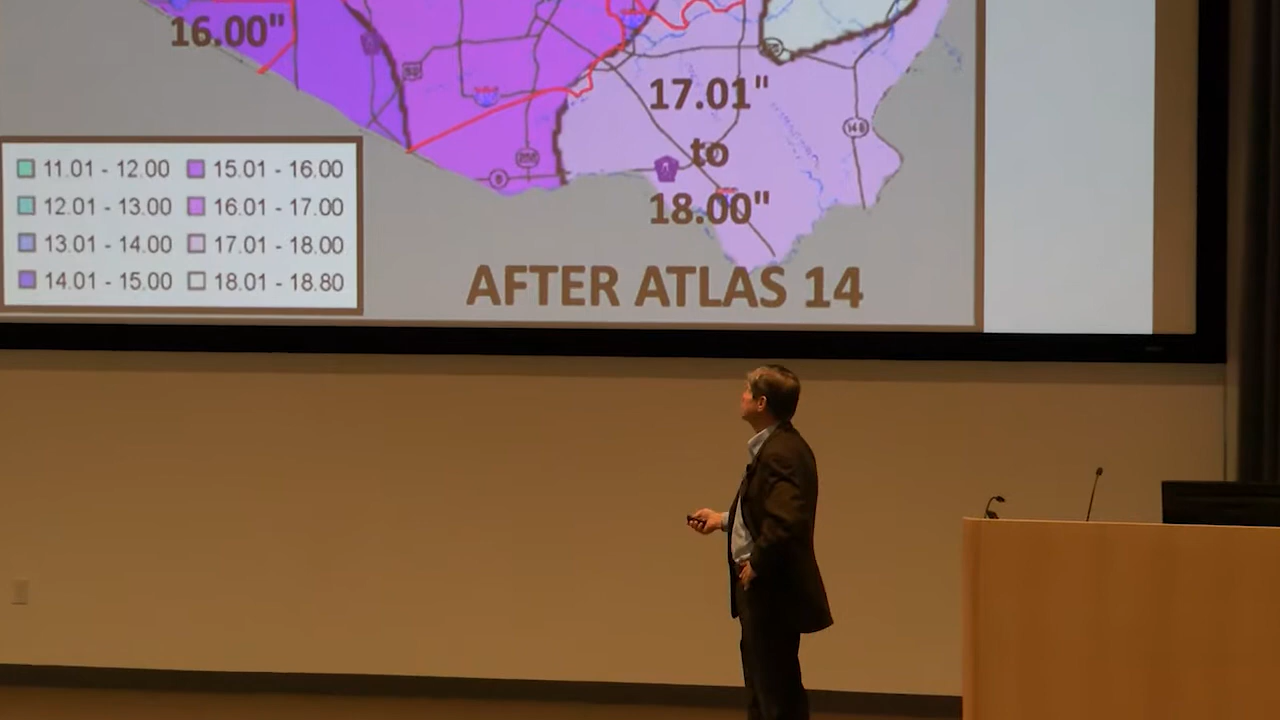 16.00"
17.01"
to
18.00"
146
11.01 - 12.00
15.01 - 16.00
12.01 - 13.00
16.01 - 17.00
13.01 - 14.00
17.01 - 18.00
14.01 - 15.00
18.01 - 18.80
AFTER ATLAS 14